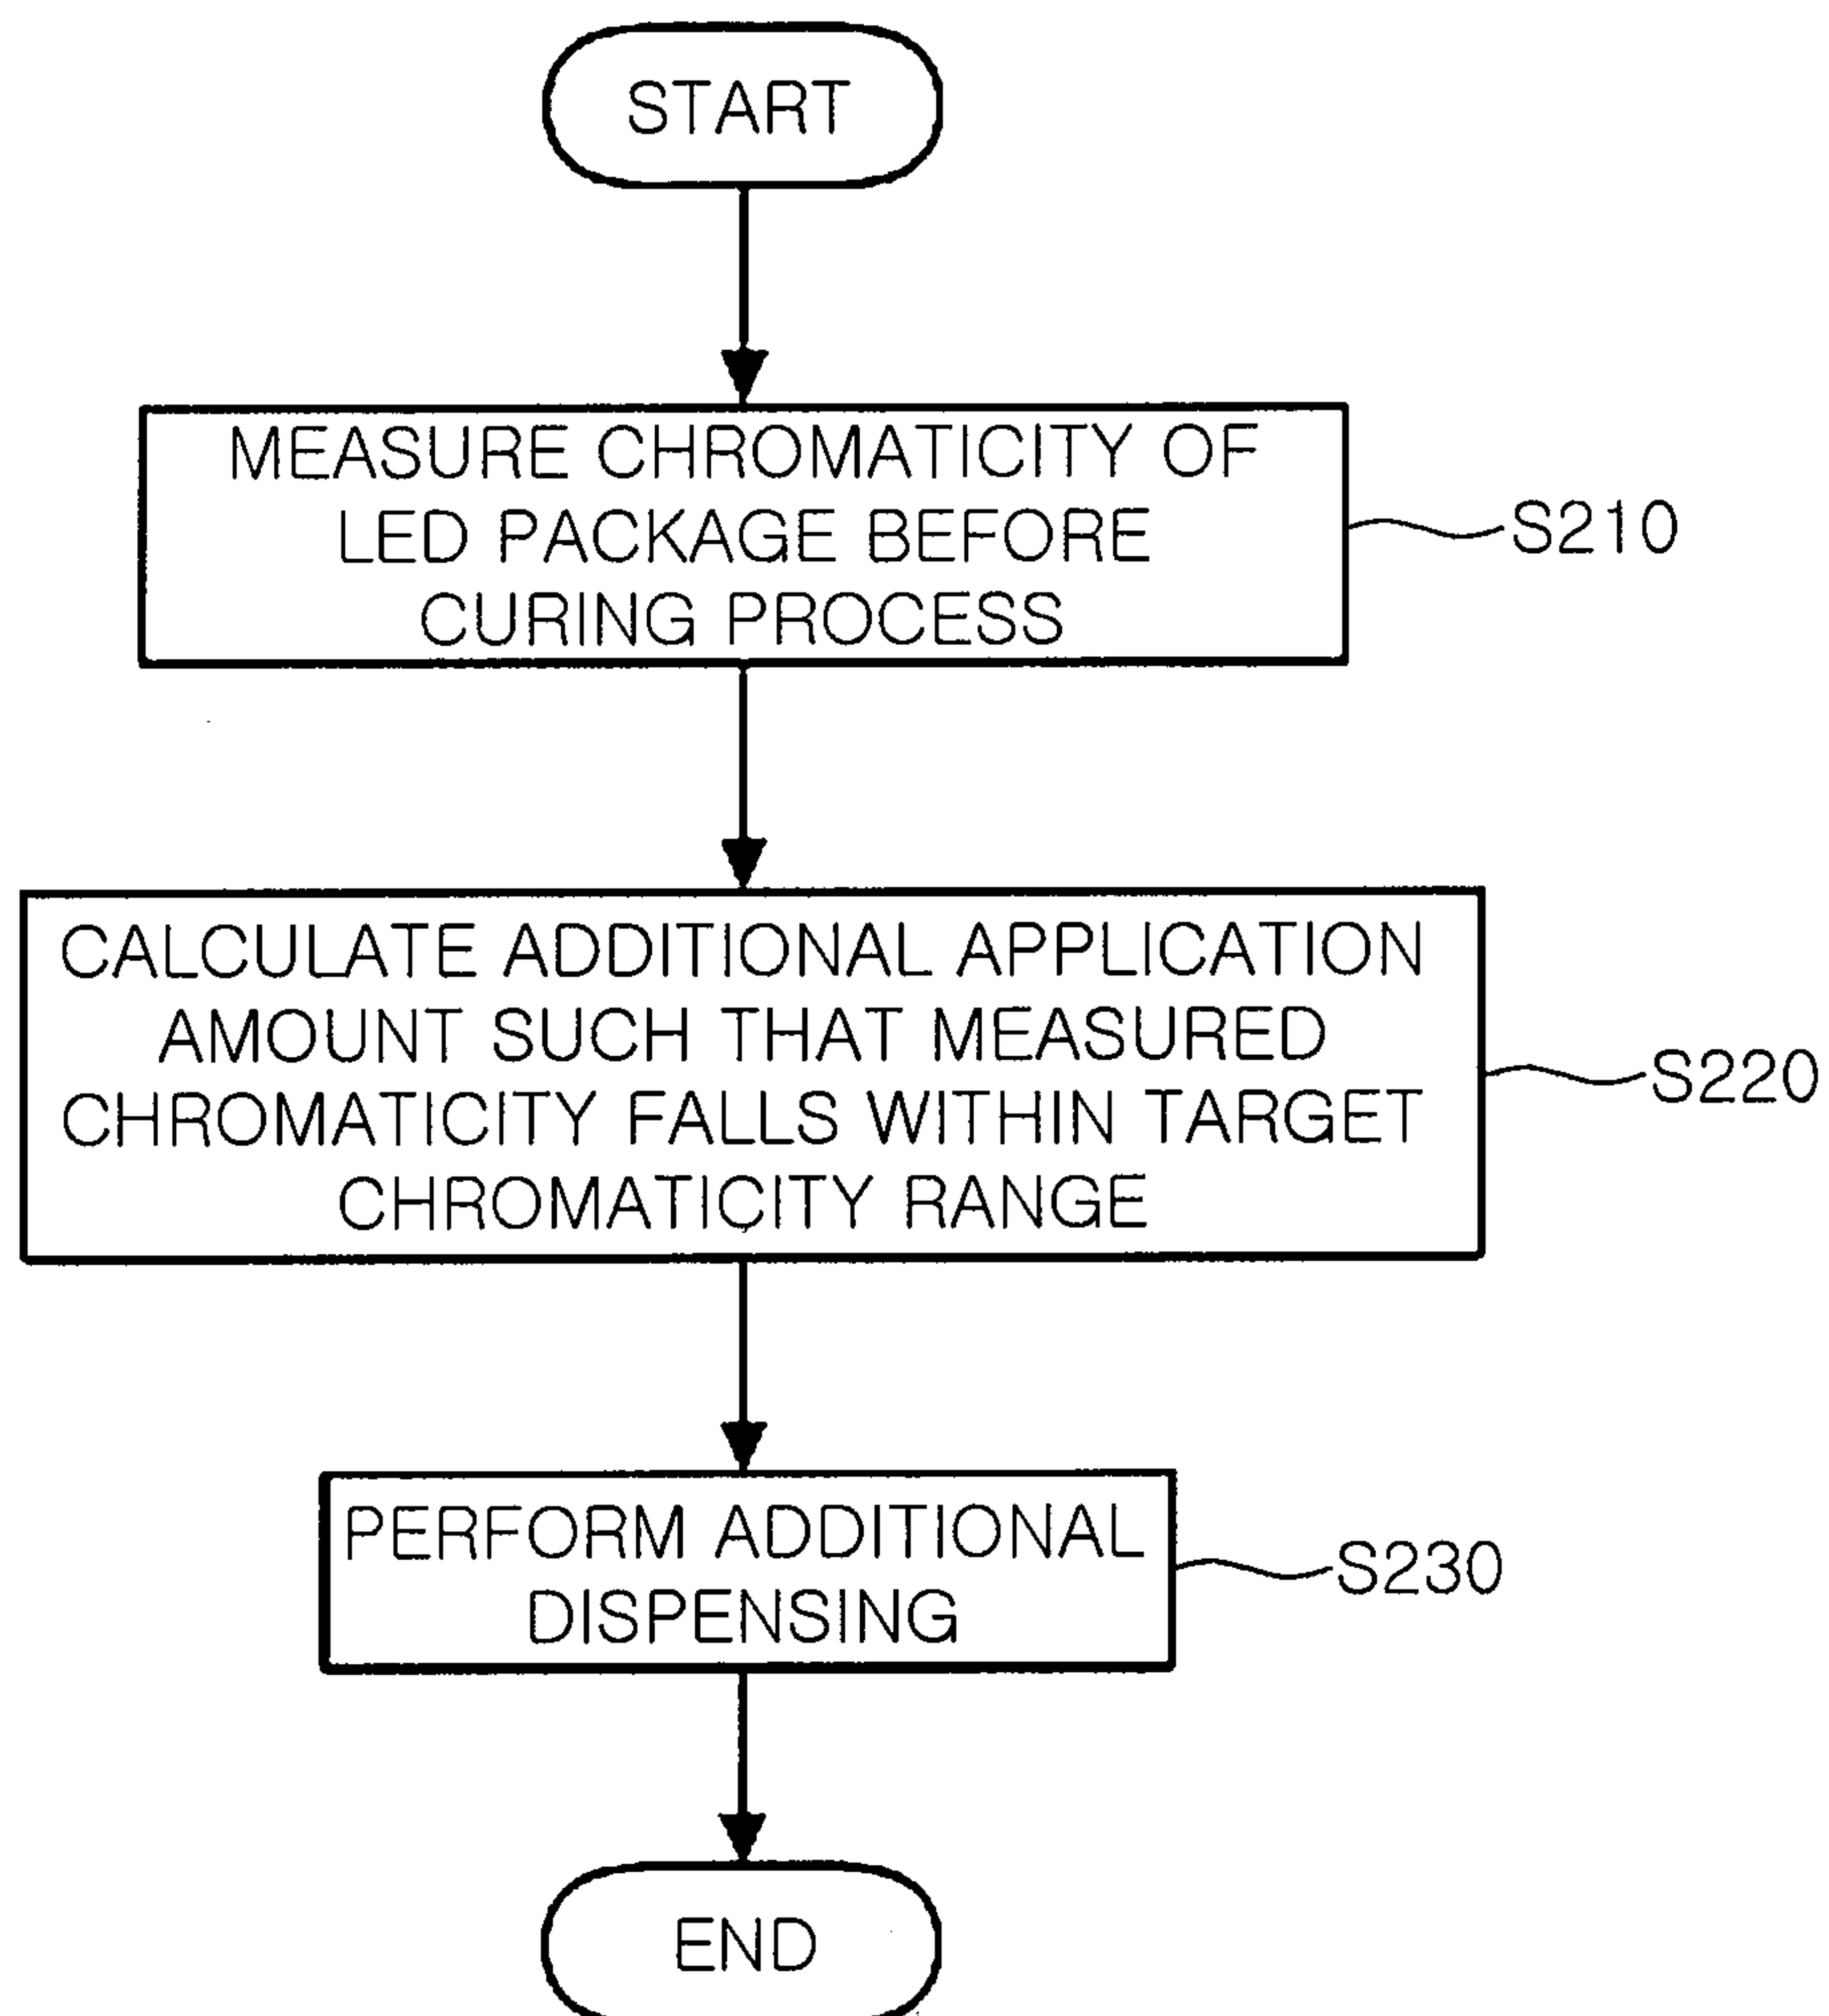 START
MEASURE CHROMATICITY OF
LED PACKAGE BEFORE
CURING PROCESS
S210
CALCULATE ADDITIONAL APPLICATION
AMOUNT SUCH THAT MEASURED
CHROMATICITY FALLS WITHIN TARGET
CHROMATICITY RANGE
S220
PERFORM ADDITIONAL
DISPENSING
S230
END